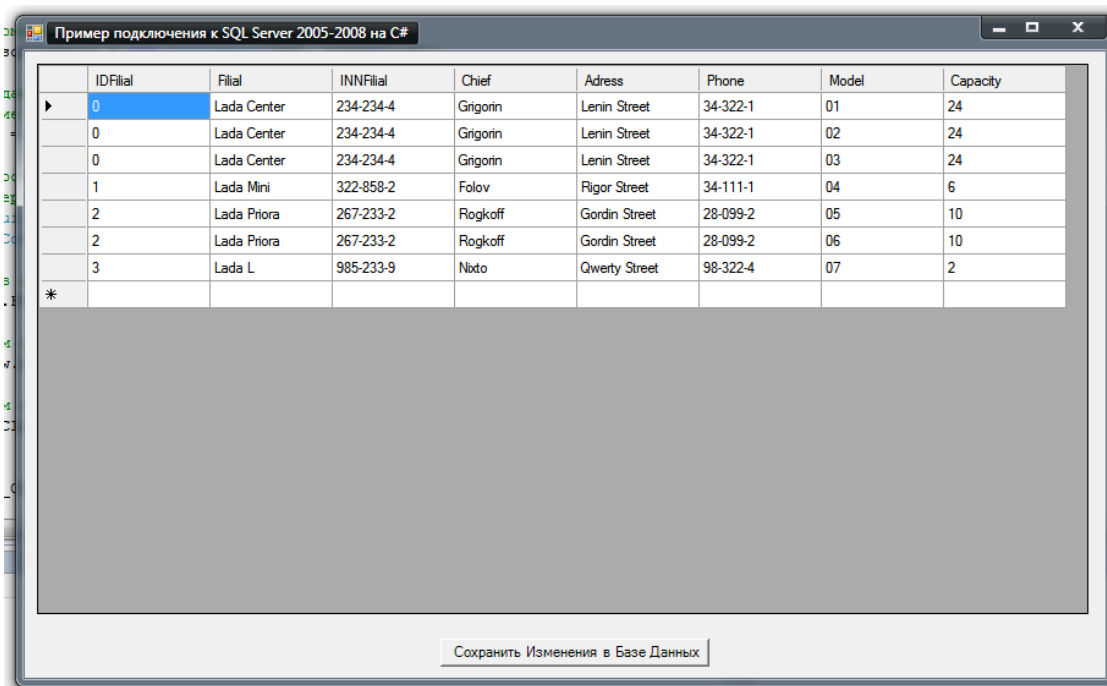 Пример подключения к SQL Server 2005-2008 на C#
IDFilial Filial INNFilial Chief Adress Phone Model Capacity
0 Lada Center 234-234-4 Grigorin Lenin Street 34-322-1 01 24
0 Lada Center 234-234-4 Grigorin Lenin Street 34-322-1 02 24
0 Lada Center 234-234-4 Grigorin Lenin Street 34-322-1 03 24
1 Lada Mini 322-858-2 Folov Rigor Street 34-111-1 04 6
2 Lada Priora 267-233-2 Rogkoff Gordin Street 28-099-2 05 10
2 Lada Priora 267-233-2 Rogkoff Gordin Street 28-099-2 06 10
3 Lada L 985-233-9 Nixto Qwerty Street 98-322-4 07 2
Сохранить Изменения в Базе Данных